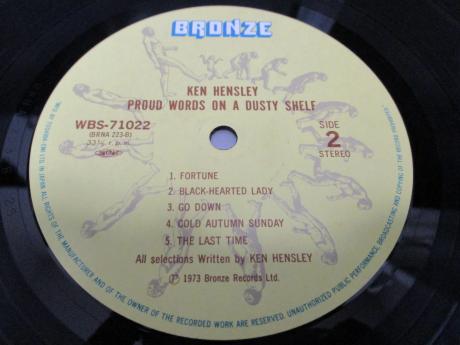 BRONZE
KEN HENSLEY
PROUD WORDS ON A DUSTY SHELF
WBS-71022
(BRNA 223-B)
33⅓ r.p.m.
SIDE
2
STEREO
1. FORTUNE
2. BLACK-HEARTED LADY
3. GO DOWN
4. COLD AUTUMN SUNDAY
5. THE LAST TIME
All selections Written by KEN HENSLEY
Ⓟ 1973 Bronze Records Ltd.
IN JAPAN. ALL RIGHTS OF THE MANUFACTURER AND OF THE OWNER OF THE RECORDED WORK ARE RESERVED. UNAUTHORIZED PUBLIC PERFORMANCE, BROADCASTING AND COPYING OF THIS RECORD PROHIBITED.